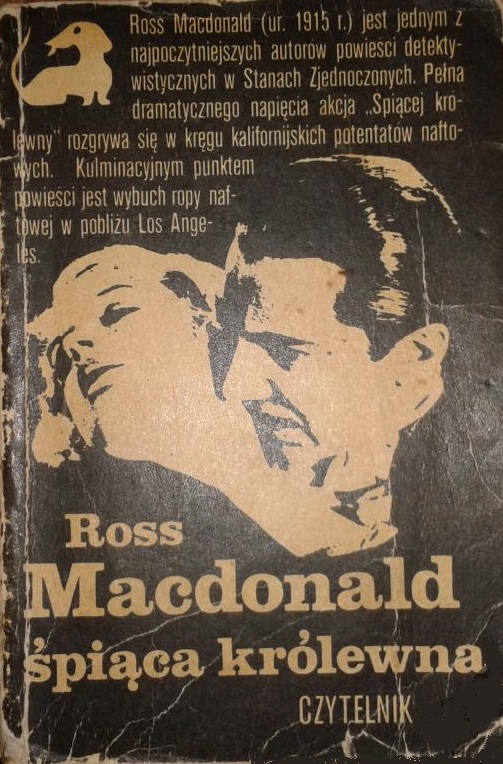 Ross Macdonald (ur. 1915 r.) jest jednym z
najpoczytniejszych autorów powieści detekty-
wistycznych w Stanach Zjednoczonych. Pełna
dramatycznego napięcia akcja „Śpiącej kró-
lewny” rozgrywa się w kręgu kalifornijskich potentatów nafto-
wych. Kulminacyjnym punktem
powieści jest wybuch ropy naf-
towej w pobliżu Los Ange-
les.
Ross
Macdonald
śpiąca królewna
CZYTELNIK